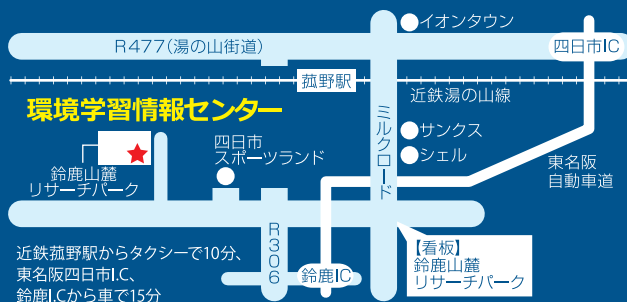 イオンタウン
R477(湯の山街道)
四日市IC
菰野駅
近鉄湯の山線
環境学習情報センター
ミルクロード
サンクス
シェル
四日市
スポーツランド
東名阪
自動車道
鈴鹿山麓
リサーチパーク
R306
鈴鹿IC
【看板】
鈴鹿山麓
リサーチパーク
近鉄菰野駅からタクシーで10分、
東名阪四日市I.C、
鈴鹿I.Cから車で15分